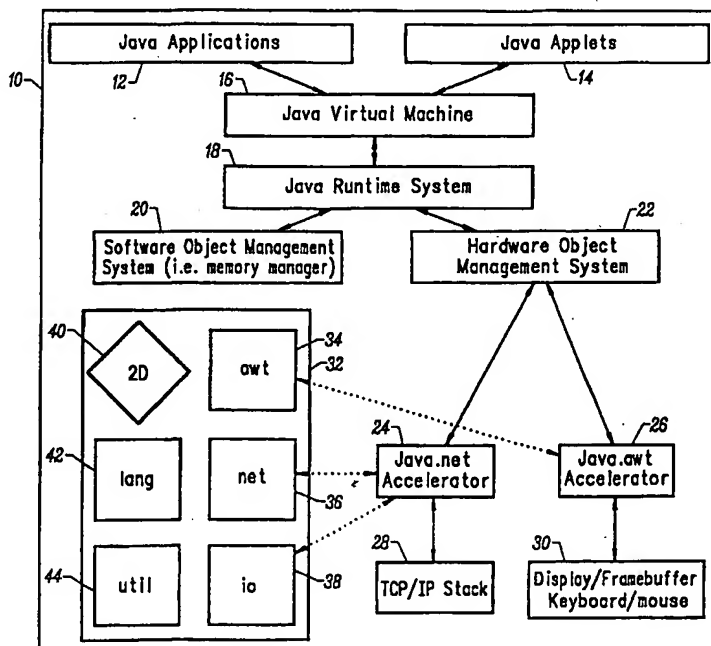 Java Applications
Java Applets
10
12
16
14
Java Virtual Machine
18
Java Runtime System
20
22
Software Object Management
System (i.e. memory manager)
Hardware Object
Management System
40
34
32
2D
awt
24
26
42
Java.net
Accelerator
Java.awt
Accelerator
lang
net
36
28
30
44
38
util
io
TCP/IP Stack
Display/Framebuffer
Keyboard/mouse